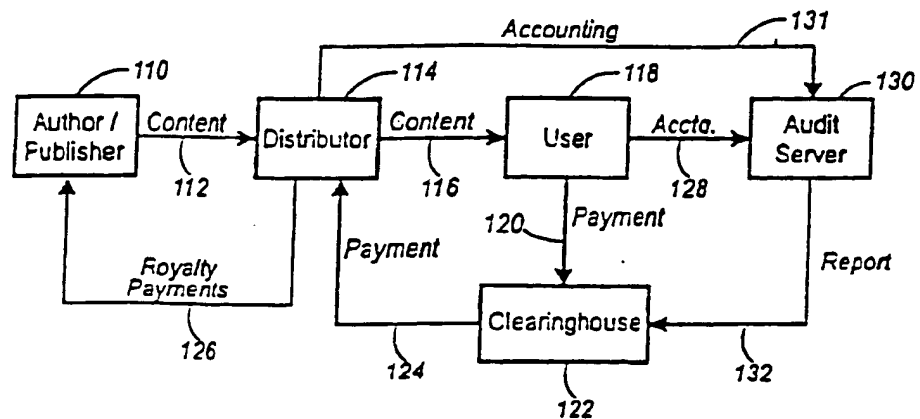 Accounting
131
110
114
118
130
Author /
Publisher
Content
Distributor
Content
User
Accta.
Audit
Server
112
116
128
120
Payment
Payment
Report
Royalty
Payments
Clearinghouse
126
124
132
122